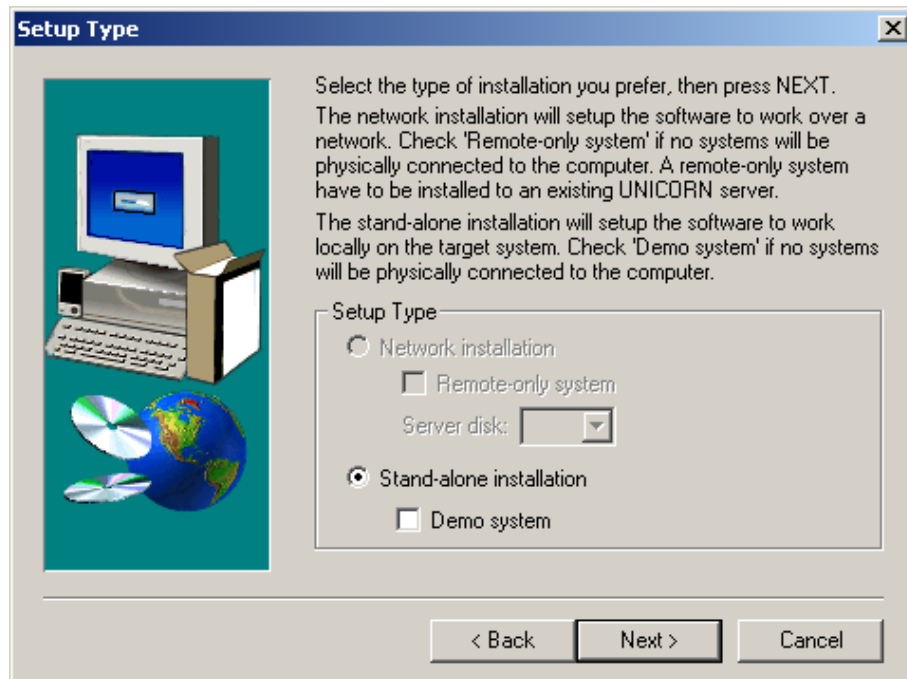 Setup Type
Select the type of installation you prefer, then press NEXT.
The network installation will setup the software to work over a
network. Check 'Remote-only system' if no systems will be
physically connected to the computer. A remote-only system
have to be installed to an existing UNICORN server.
The stand-alone installation will setup the software to work
locally on the target system. Check 'Demo system' if no systems
will be physically connected to the computer.
Setup Type
Network installation
Remote-only system
Server disk:
Stand-alone installation
Demo system
< Back
Next >
Cancel